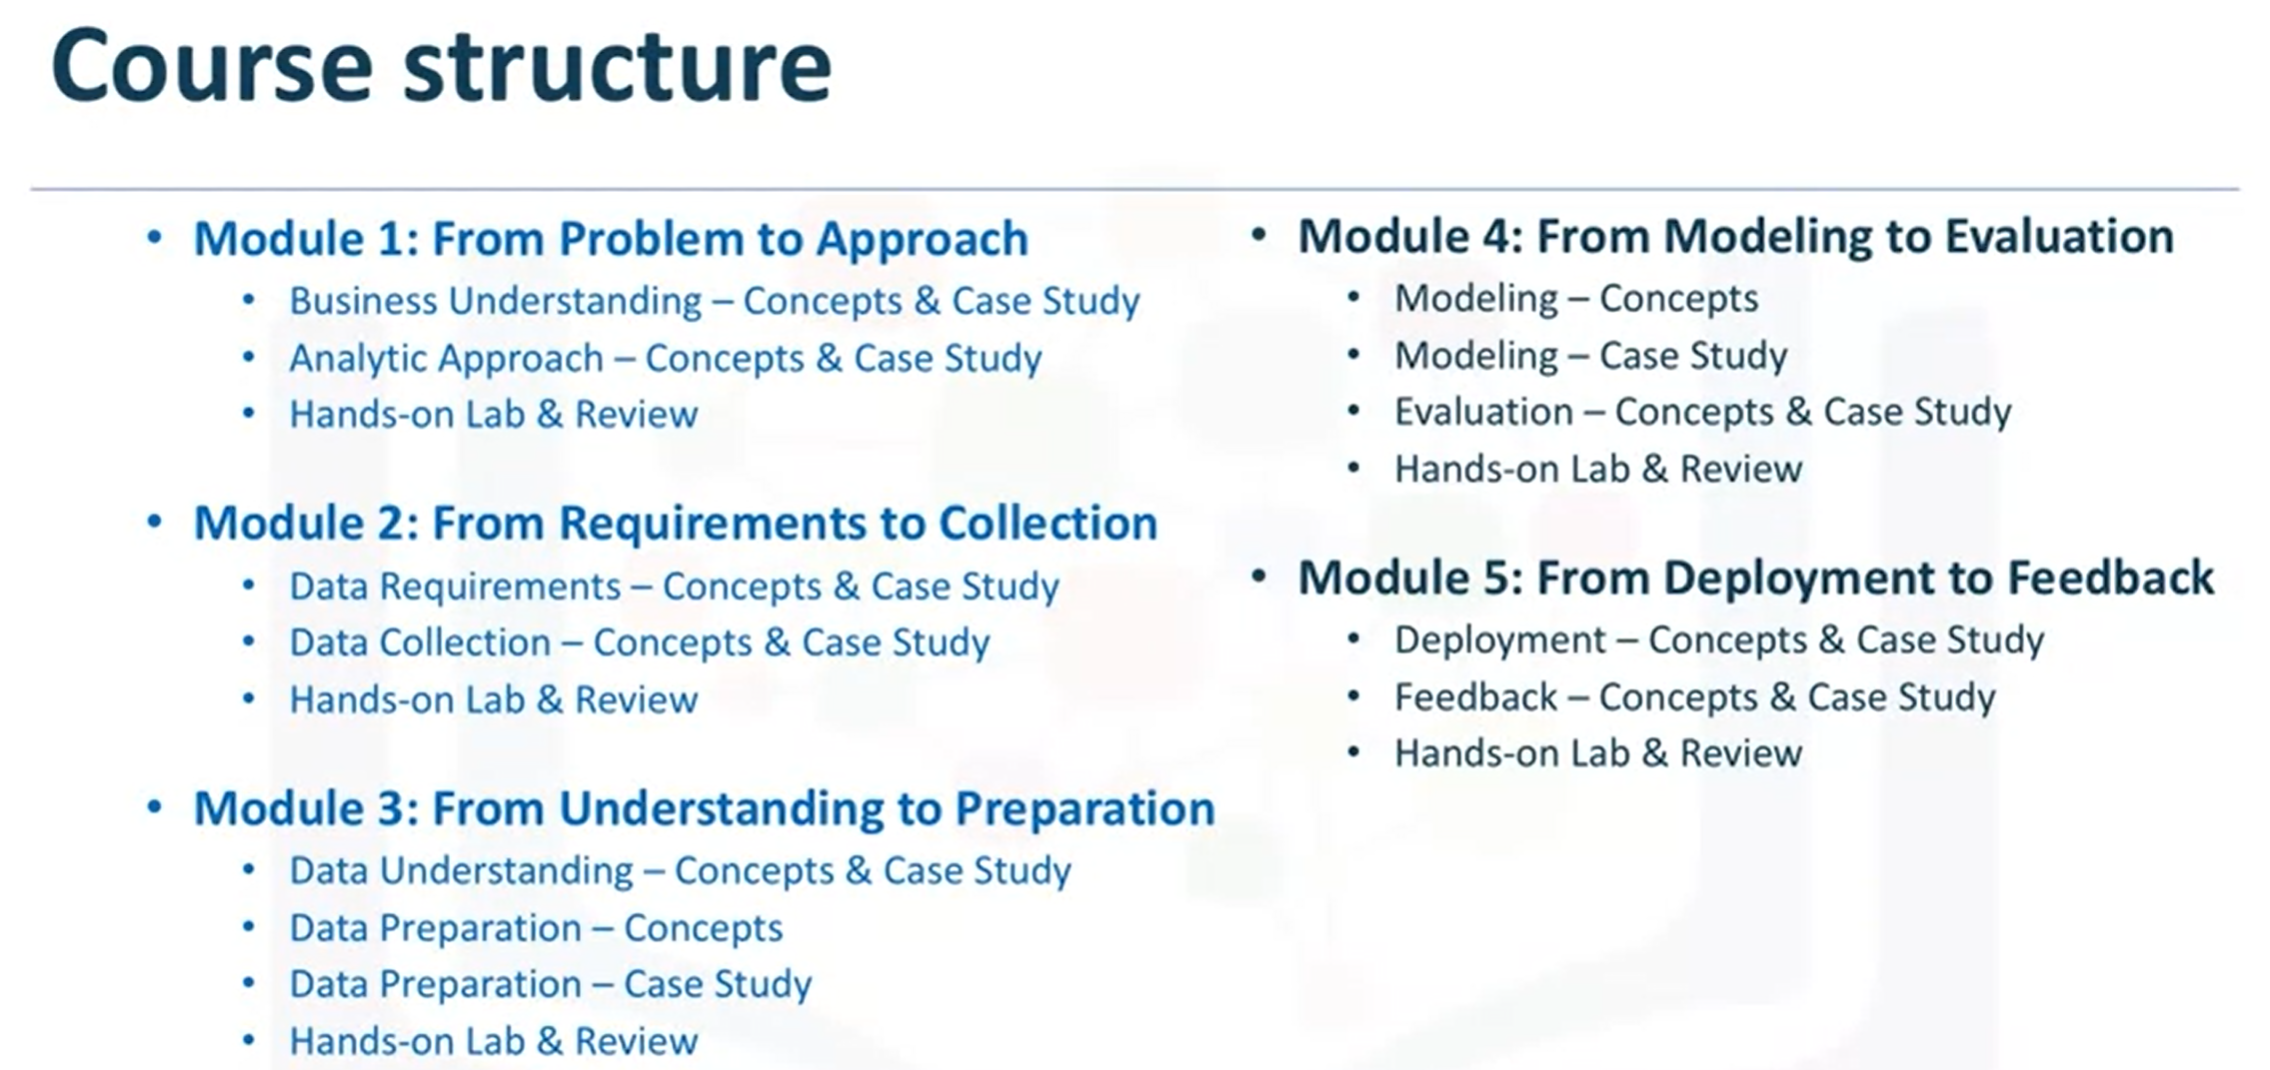 Course structure
• Module 1: From Problem to Approach
• Business Understanding – Concepts & Case Study
• Analytic Approach – Concepts & Case Study
• Hands-on Lab & Review
• Module 2: From Requirements to Collection
• Data Requirements – Concepts & Case Study
• Data Collection – Concepts & Case Study
• Hands-on Lab & Review
• Module 3: From Understanding to Preparation
• Data Understanding – Concepts & Case Study
• Data Preparation – Concepts
• Data Preparation – Case Study
• Hands-on Lab & Review
• Module 4: From Modeling to Evaluation
• Modeling – Concepts
• Modeling – Case Study
• Evaluation – Concepts & Case Study
• Hands-on Lab & Review
• Module 5: From Deployment to Feedback
• Deployment – Concepts & Case Study
• Feedback – Concepts & Case Study
• Hands-on Lab & Review